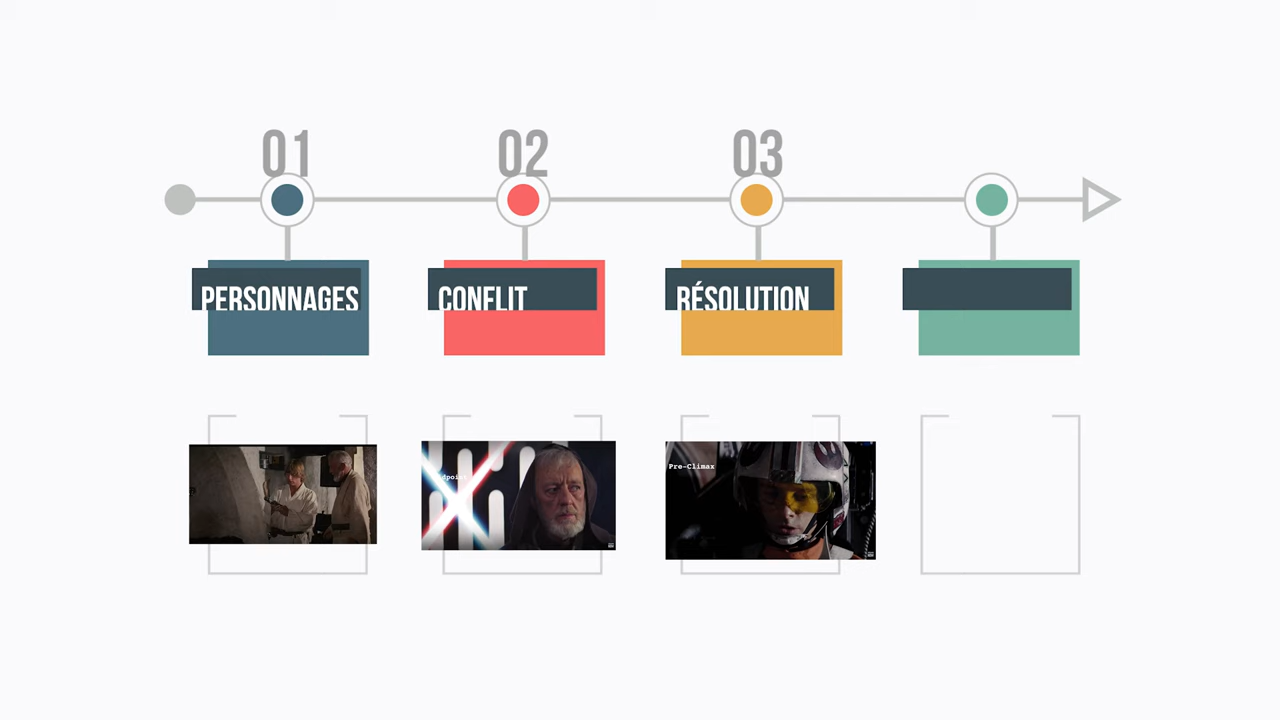 01
02
03
PERSONNAGES
CONFLIT
RÉSOLUTION
Pre-Climax